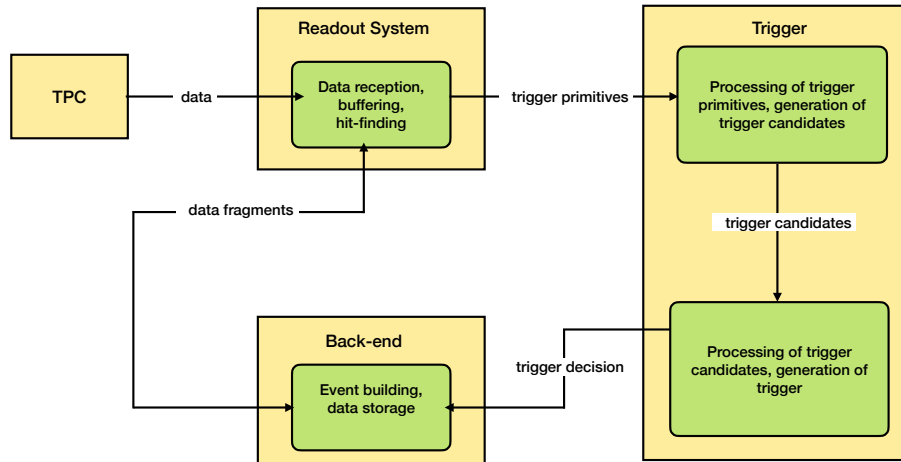 Readout System
Trigger
TPC
data
Data reception,
buffering,
hit-finding
trigger primitives
Processing of trigger
primitives, generation of
trigger candidates
data fragments
trigger candidates
Back-end
Event building,
data storage
trigger decision
Processing of trigger
candidates, generation of
trigger